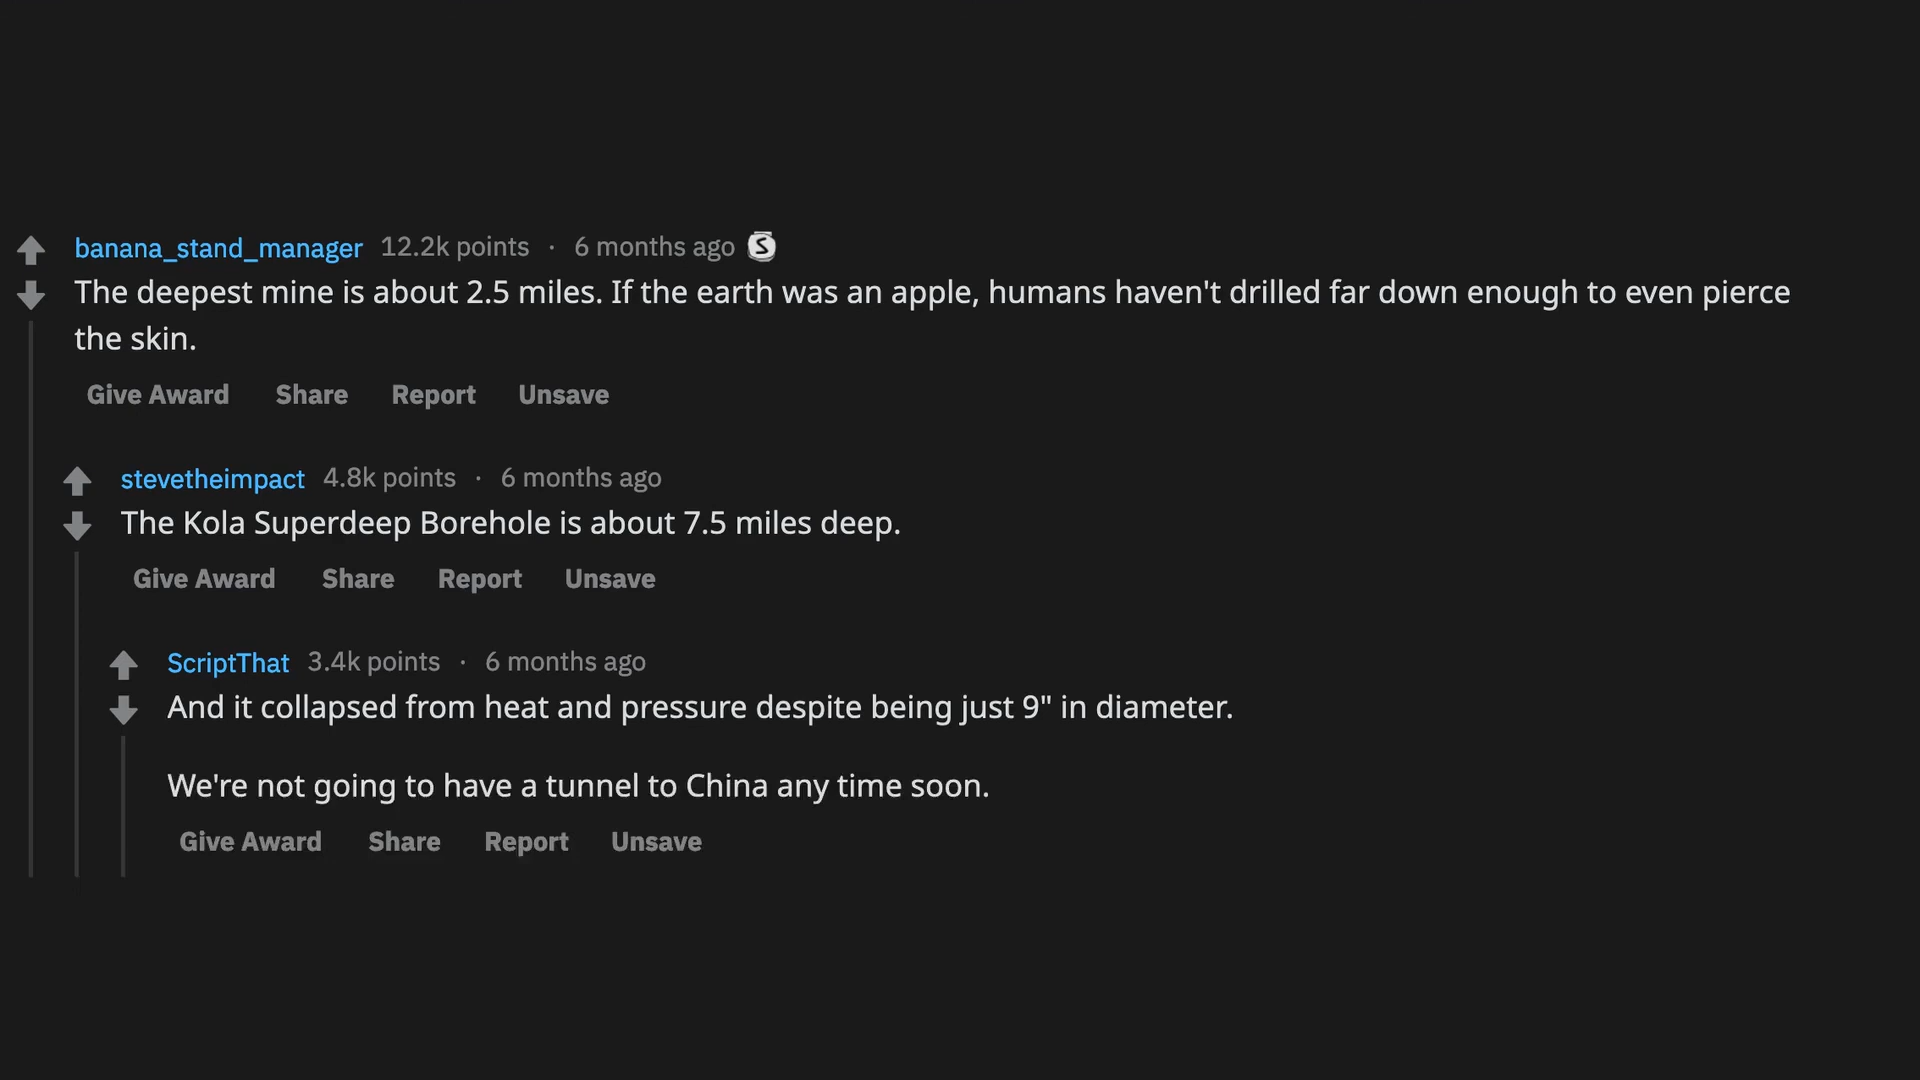 banana_stand_manager 12.2k points · 6 months ago S
The deepest mine is about 2.5 miles. If the earth was an apple, humans haven't drilled far down enough to even pierce
the skin.
Give Award Share Report Unsave
stevetheimpact 4.8k points · 6 months ago
The Kola Superdeep Borehole is about 7.5 miles deep.
Give Award Share Report Unsave
ScriptThat 3.4k points · 6 months ago
And it collapsed from heat and pressure despite being just 9" in diameter.
We're not going to have a tunnel to China any time soon.
Give Award Share Report Unsave